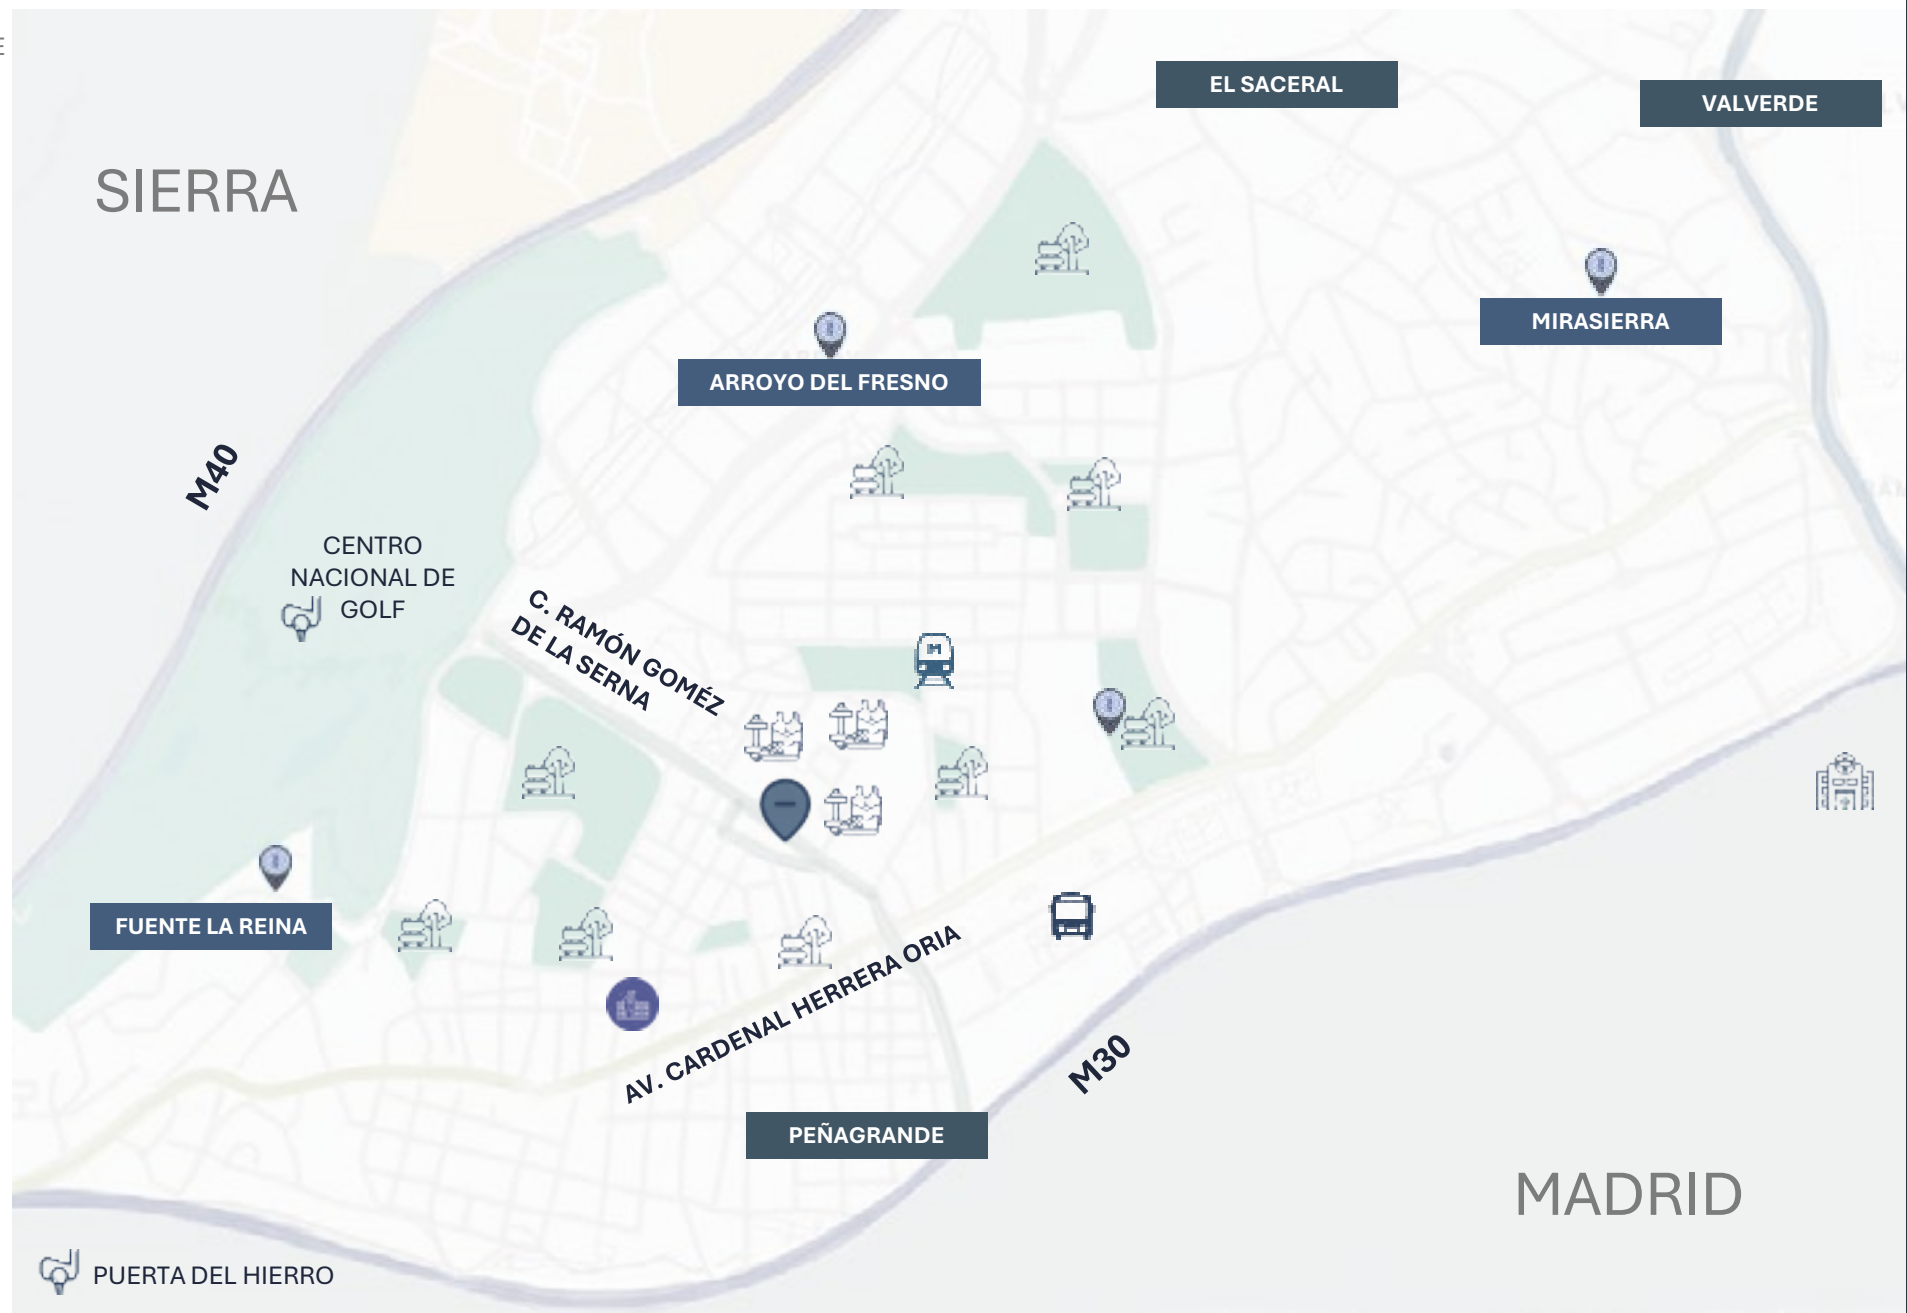 EL SACERAL
VALVERDE
SIERRA
MIRASIERRA
ARROYO DEL FRESNO
M40
CENTRO
NACIONAL DE
GOLF
C. RAMÓN GOMÉZ
DE LA SERNA
M
FUENTE LA REINA
AV. CARDENAL HERRERA ORIA
M30
PEÑAGRANDE
MADRID
PUERTA DEL HIERRO